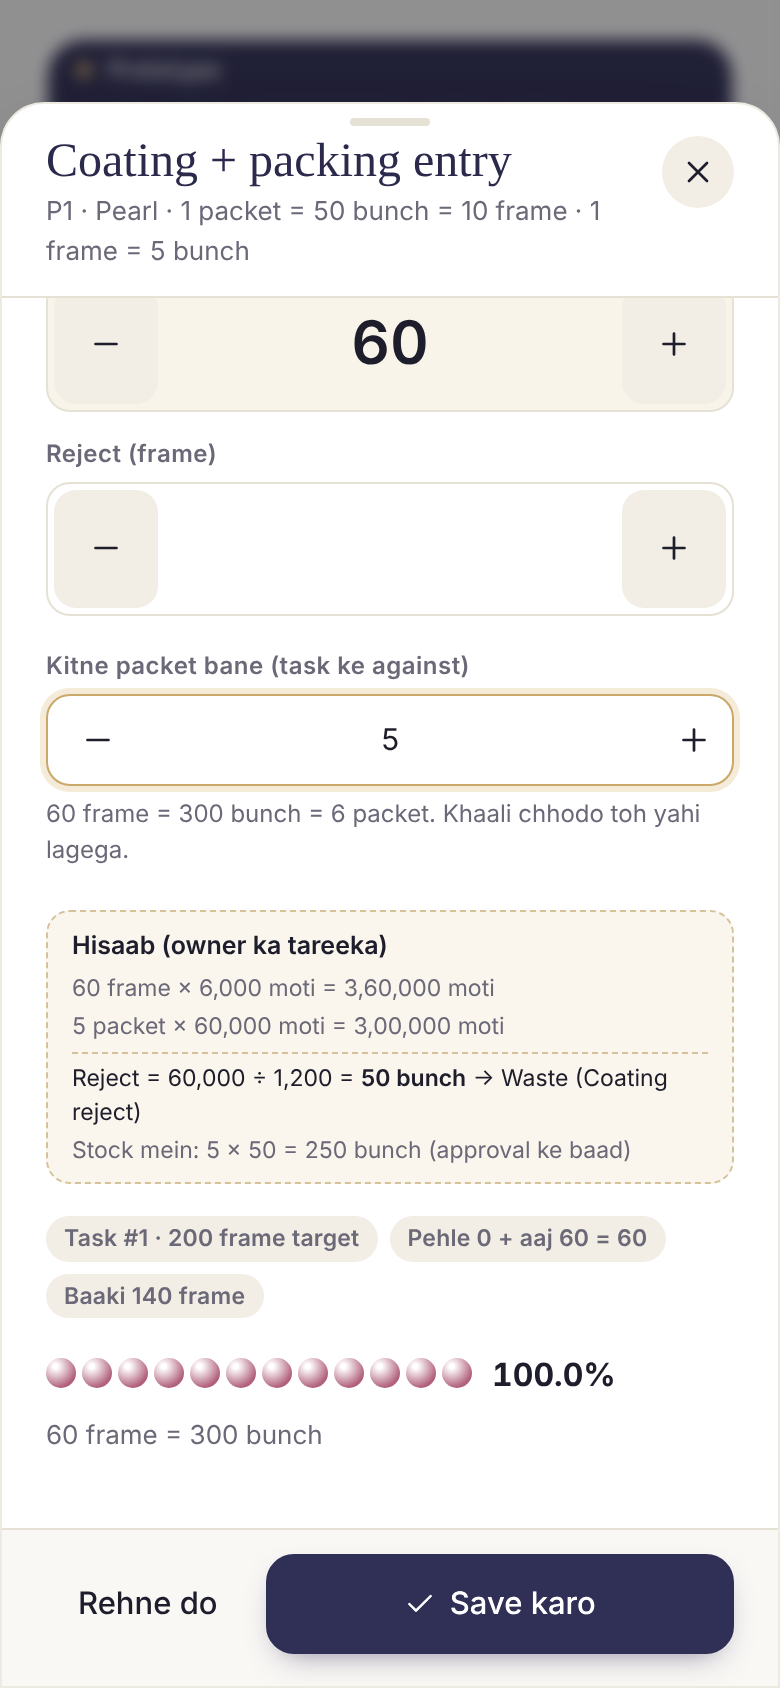 Prototype
Coating + packing entry
P1 · Pearl · 1 packet = 50 bunch = 10 frame · 1
frame = 5 bunch
60
Reject (frame)
Kitne packet bane (task ke against)
5
60 frame = 300 bunch = 6 packet. Khaali chhodo toh yahi
lagega.
Hisaab (owner ka tareeka)
60 frame × 6,000 moti = 3,60,000 moti
5 packet × 60,000 moti = 3,00,000 moti
Reject = 60,000 ÷ 1,200 = 50 bunch → Waste (Coating
reject)
Stock mein: 5 × 50 = 250 bunch (approval ke baad)
Task #1 · 200 frame target
Pehle 0 + aaj 60 = 60
Baaki 140 frame
100.0%
60 frame = 300 bunch
Rehne do
Save karo